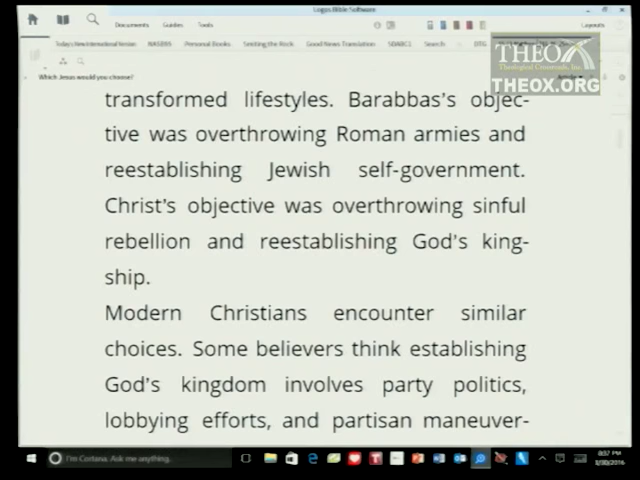 Logos Bible Software
Documents Guides Tools Layouts
Today's New International Version NASB95 Personal Books Smiting the Rock Good News Translation SDABC1 Search DTG
Which Jesus would you choose?
THEOX
THEOX.ORG
transformed lifestyles. Barabbas's objec-
tive was overthrowing Roman armies and
reestablishing Jewish self-government.
Christ's objective was overthrowing sinful
rebellion and reestablishing God's king-
ship.
Modern Christians encounter similar
choices. Some believers think establishing
God's kingdom involves party politics,
lobbying efforts, and partisan maneuver-
I'm Cortana. Ask me anything.